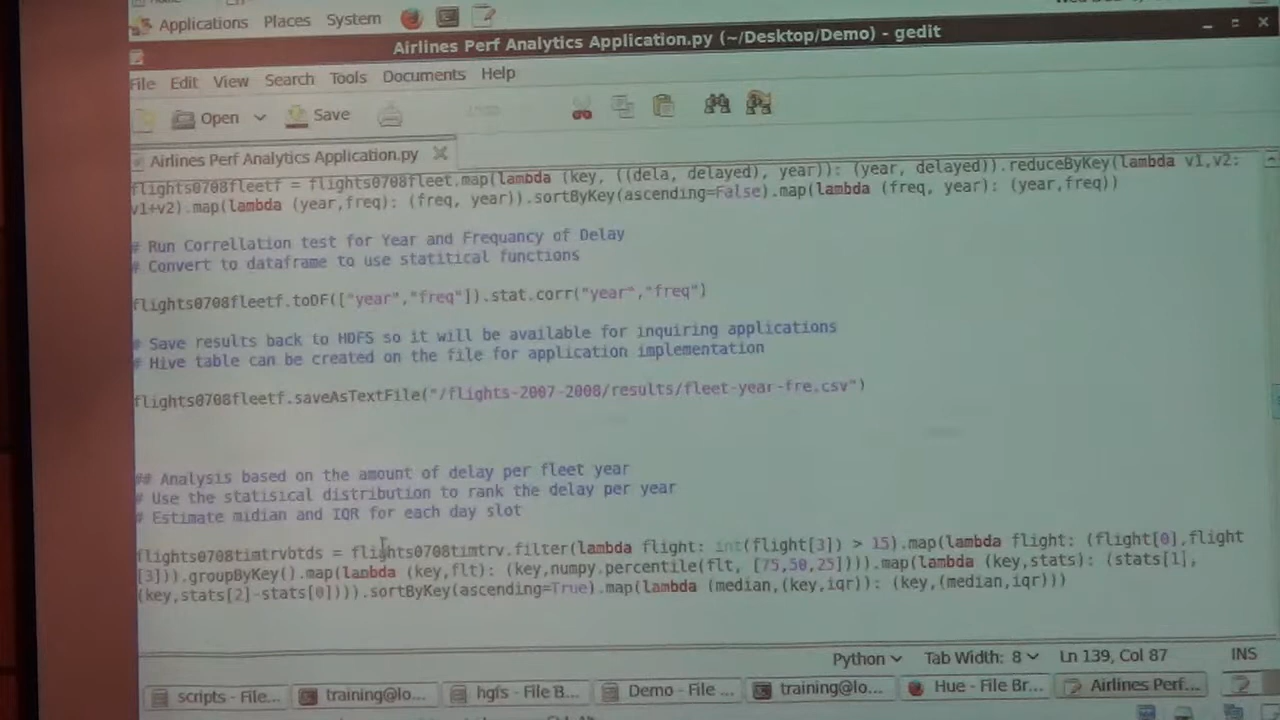 Applications Places System
Airlines Perf Analytics Application.py (~/Desktop/Demo) - gedit
File Edit View Search Tools Documents Help
Open Save
Airlines Perf Analytics Application.py
flights0708fleetf = flights0708fleet.map(lambda (key, ((dela, delayed), year)): (year, delayed)).reduceByKey(lambda v1,v2:
v1+v2).map(lambda (year,freq): (freq, year)).sortByKey(ascending=False).map(lambda (freq, year): (year,freq))
# Run Correllation test for Year and Frequancy of Delay
# Convert to dataframe to use statitical functions
flights0708fleetf.toDF(["year","freq"]).stat.corr("year","freq")
# Save results back to HDFS so it will be available for inquiring applications
# Hive table can be created on the file for application implementation
flights0708fleetf.saveAsTextFile("/flights-2007-2008/results/fleet-year-fre.csv")
## Analysis based on the amount of delay per fleet year
# Use the statisical distribution to rank the delay per year
# Estimate midian and IQR for each day slot
flights0708timtrvbtds = flights0708timtrv.filter(lambda flight: int(flight[3]) > 15).map(lambda flight: (flight[0],flight
[3])).groupByKey().map(lambda (key,flt): (key,numpy.percentile(flt, [75,50,25]))).map(lambda (key,stats): (stats[1],
(key,stats[2]-stats[0]))).sortByKey(ascending=True).map(lambda (median,(key,iqr)): (key,(median,iqr)))
Python Tab Width: 8 Ln 139, Col 87 INS
scripts - File... training@lo... hgfs - File B... Demo - File ... training@lo... Hue - File Br... Airlines Perf...